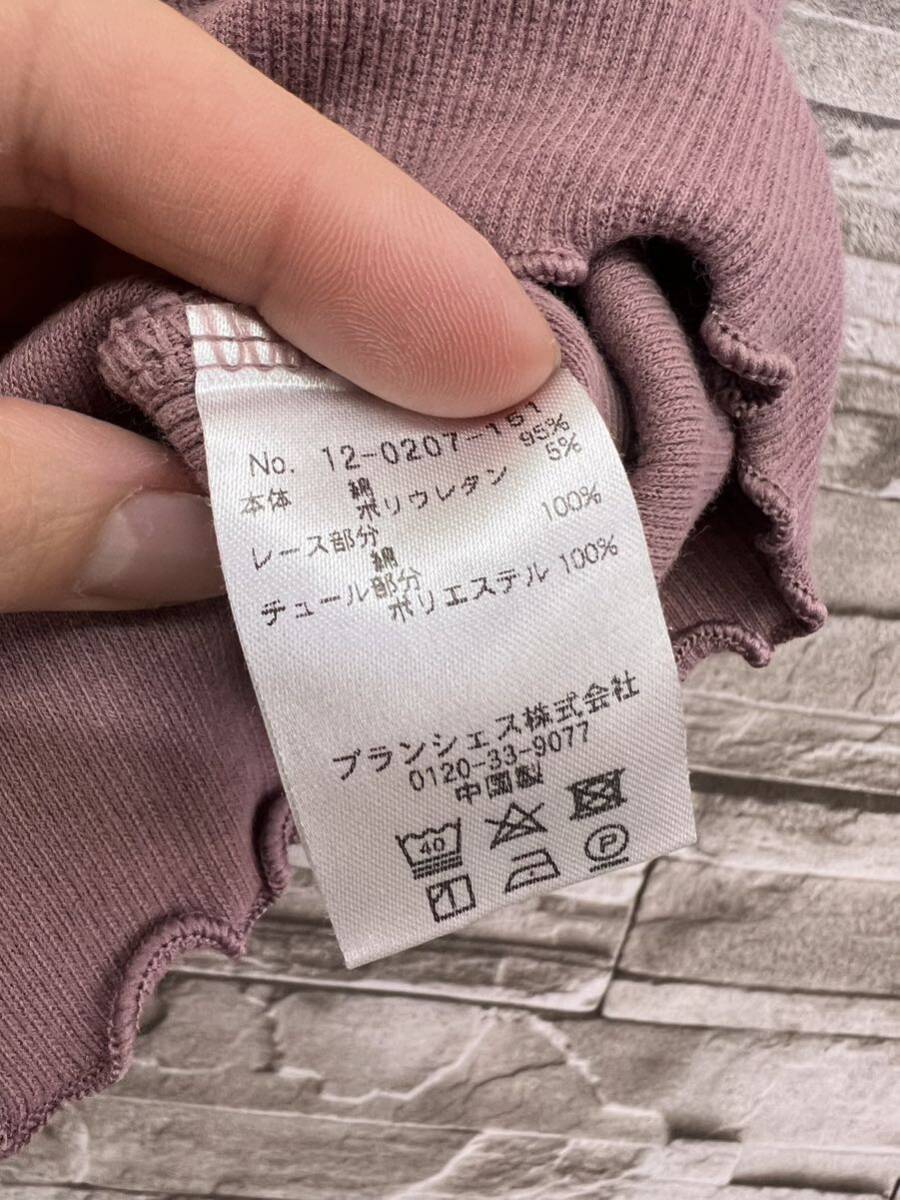 No. 12-0207-151
本体 綿 95%
ポリウレタン 5%
レース部分
綿 100%
チュール部分
ポリエステル 100%
ブランシェス株式会社
0120-33-9077
中国製
40
P